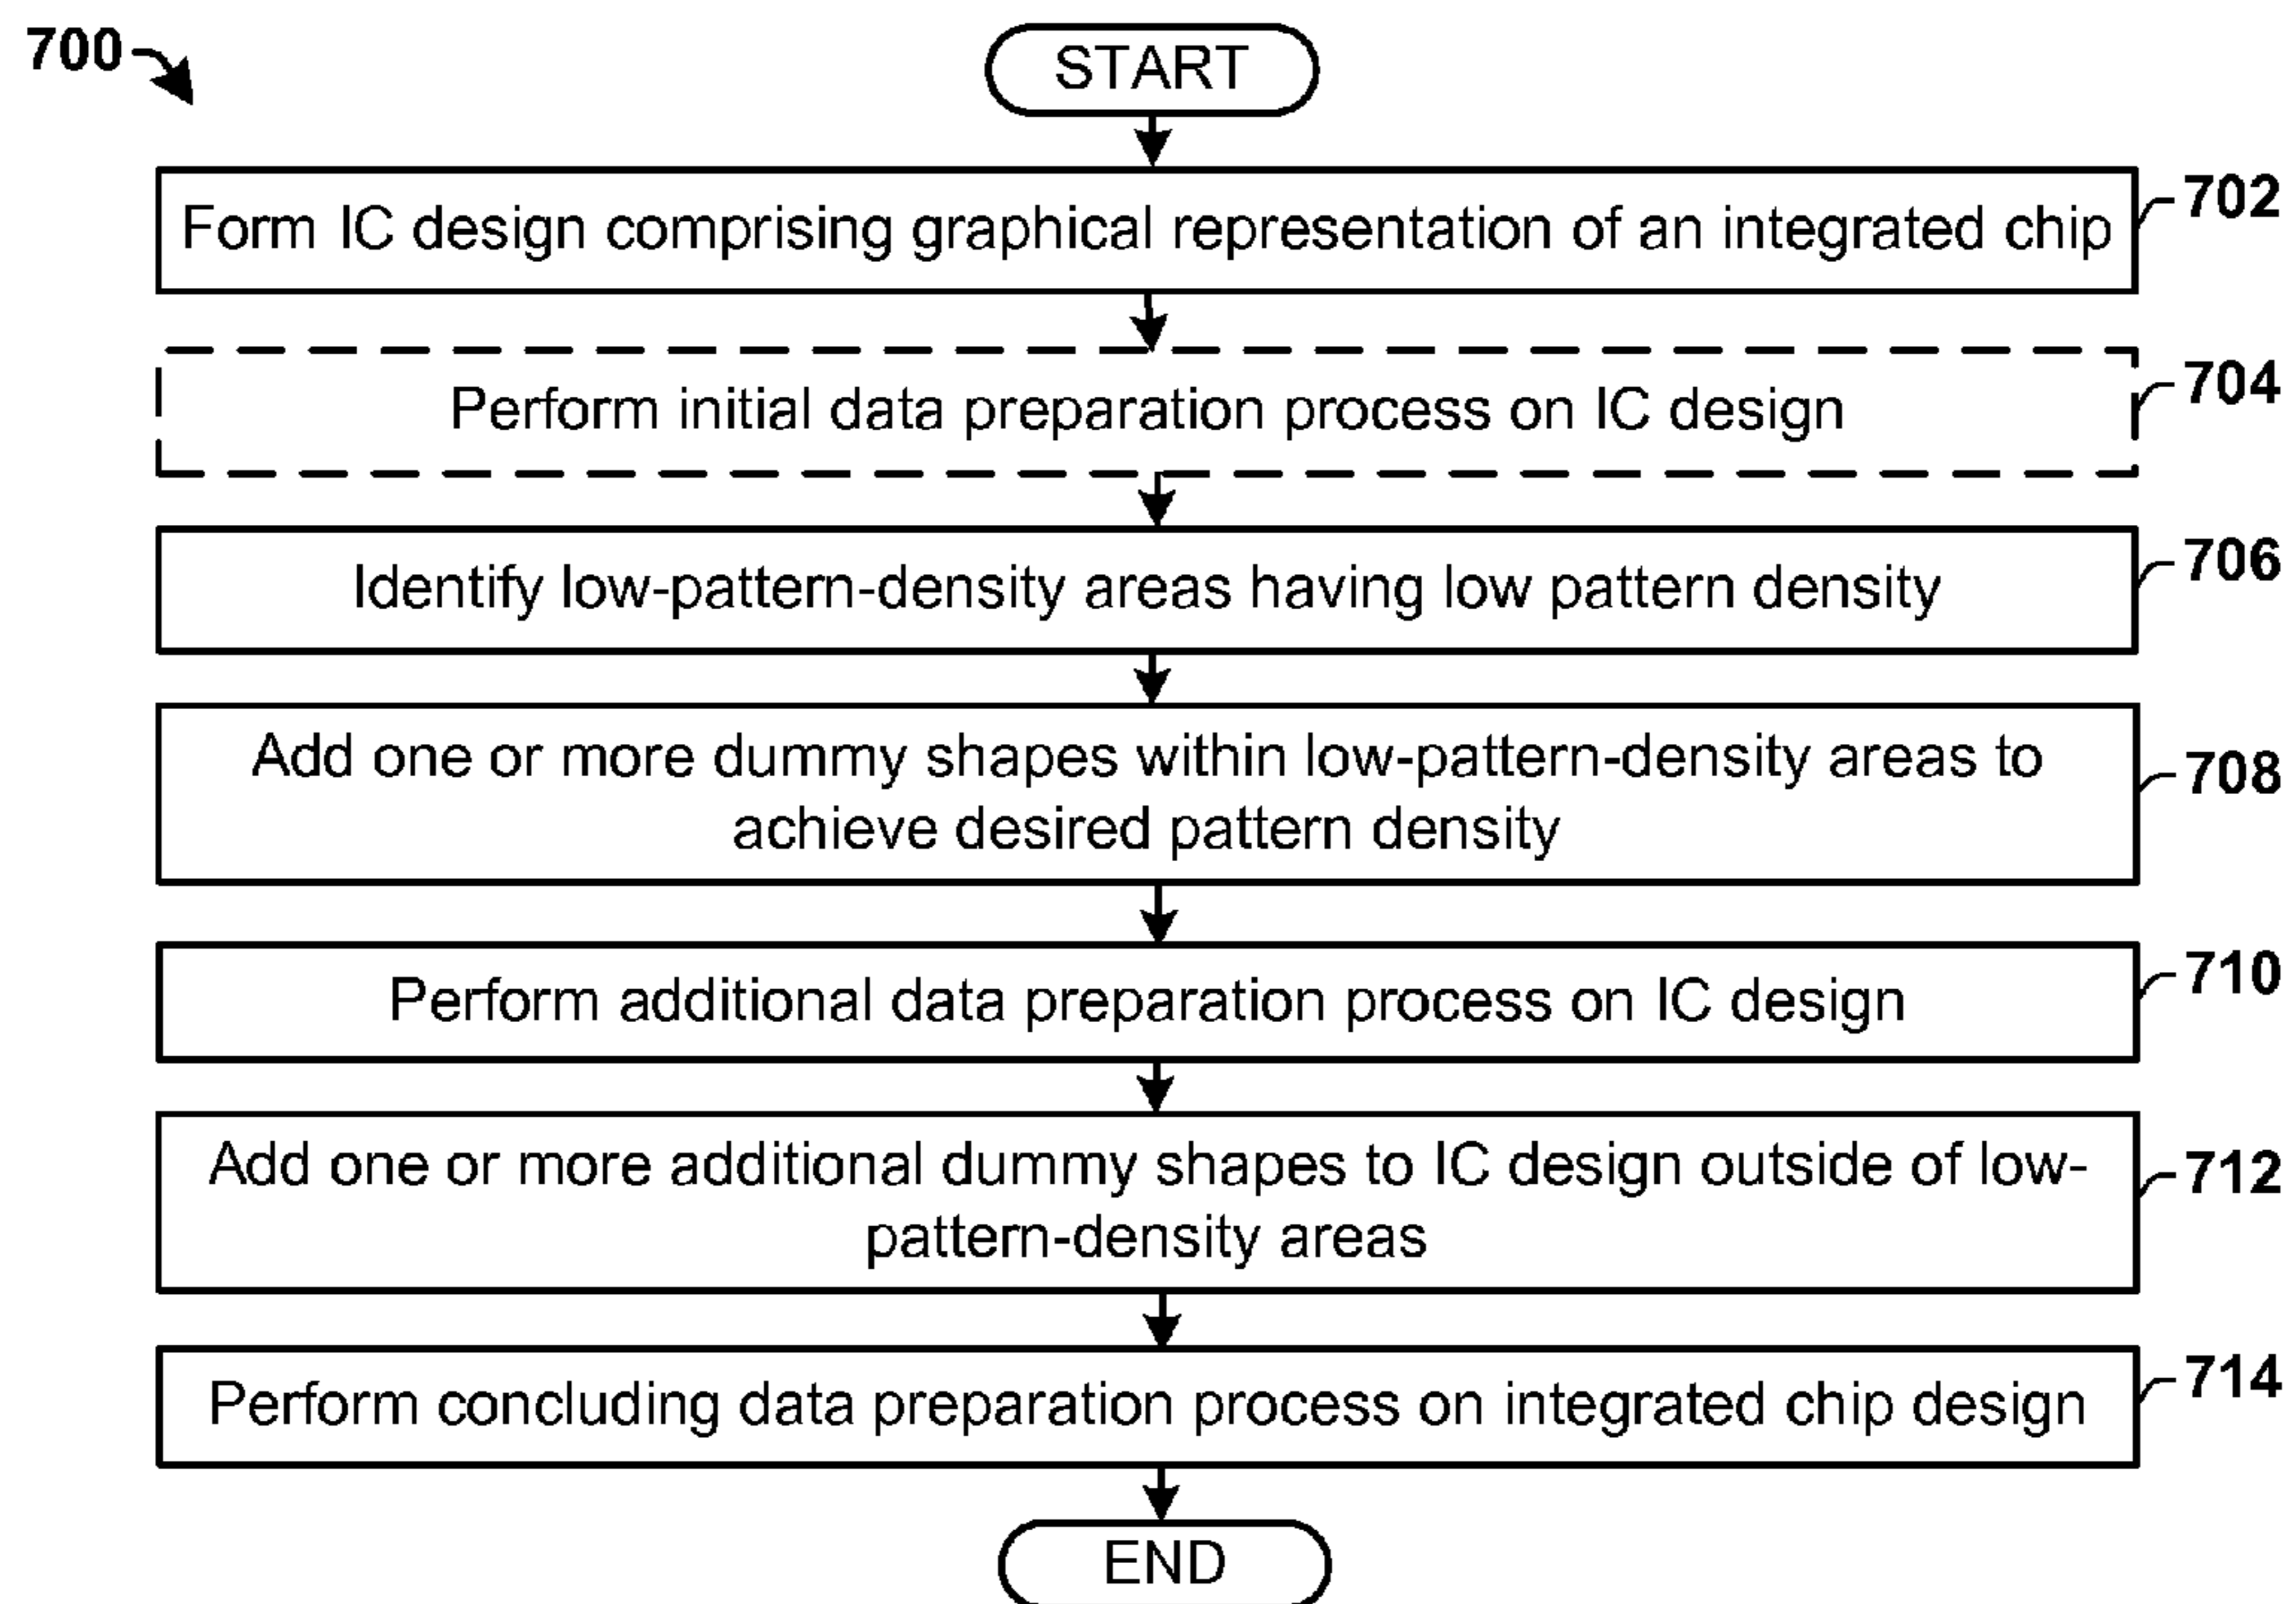 700
START
Form IC design comprising graphical representation of an integrated chip
702
Perform initial data preparation process on IC design
704
Identify low-pattern-density areas having low pattern density
706
Add one or more dummy shapes within low-pattern-density areas to
achieve desired pattern density
708
Perform additional data preparation process on IC design
710
Add one or more additional dummy shapes to IC design outside of low-
pattern-density areas
712
Perform concluding data preparation process on integrated chip design
714
END